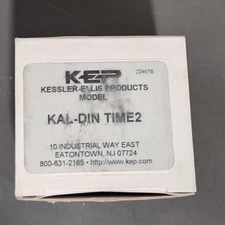 KEP
KESSLER-ELLIS PRODUCTS
MODEL
KAL-DIN TIME2
10 INDUSTRIAL WAY EAST
EATONTOWN, NJ 07724
800-631-2165 • http://www.kep.com